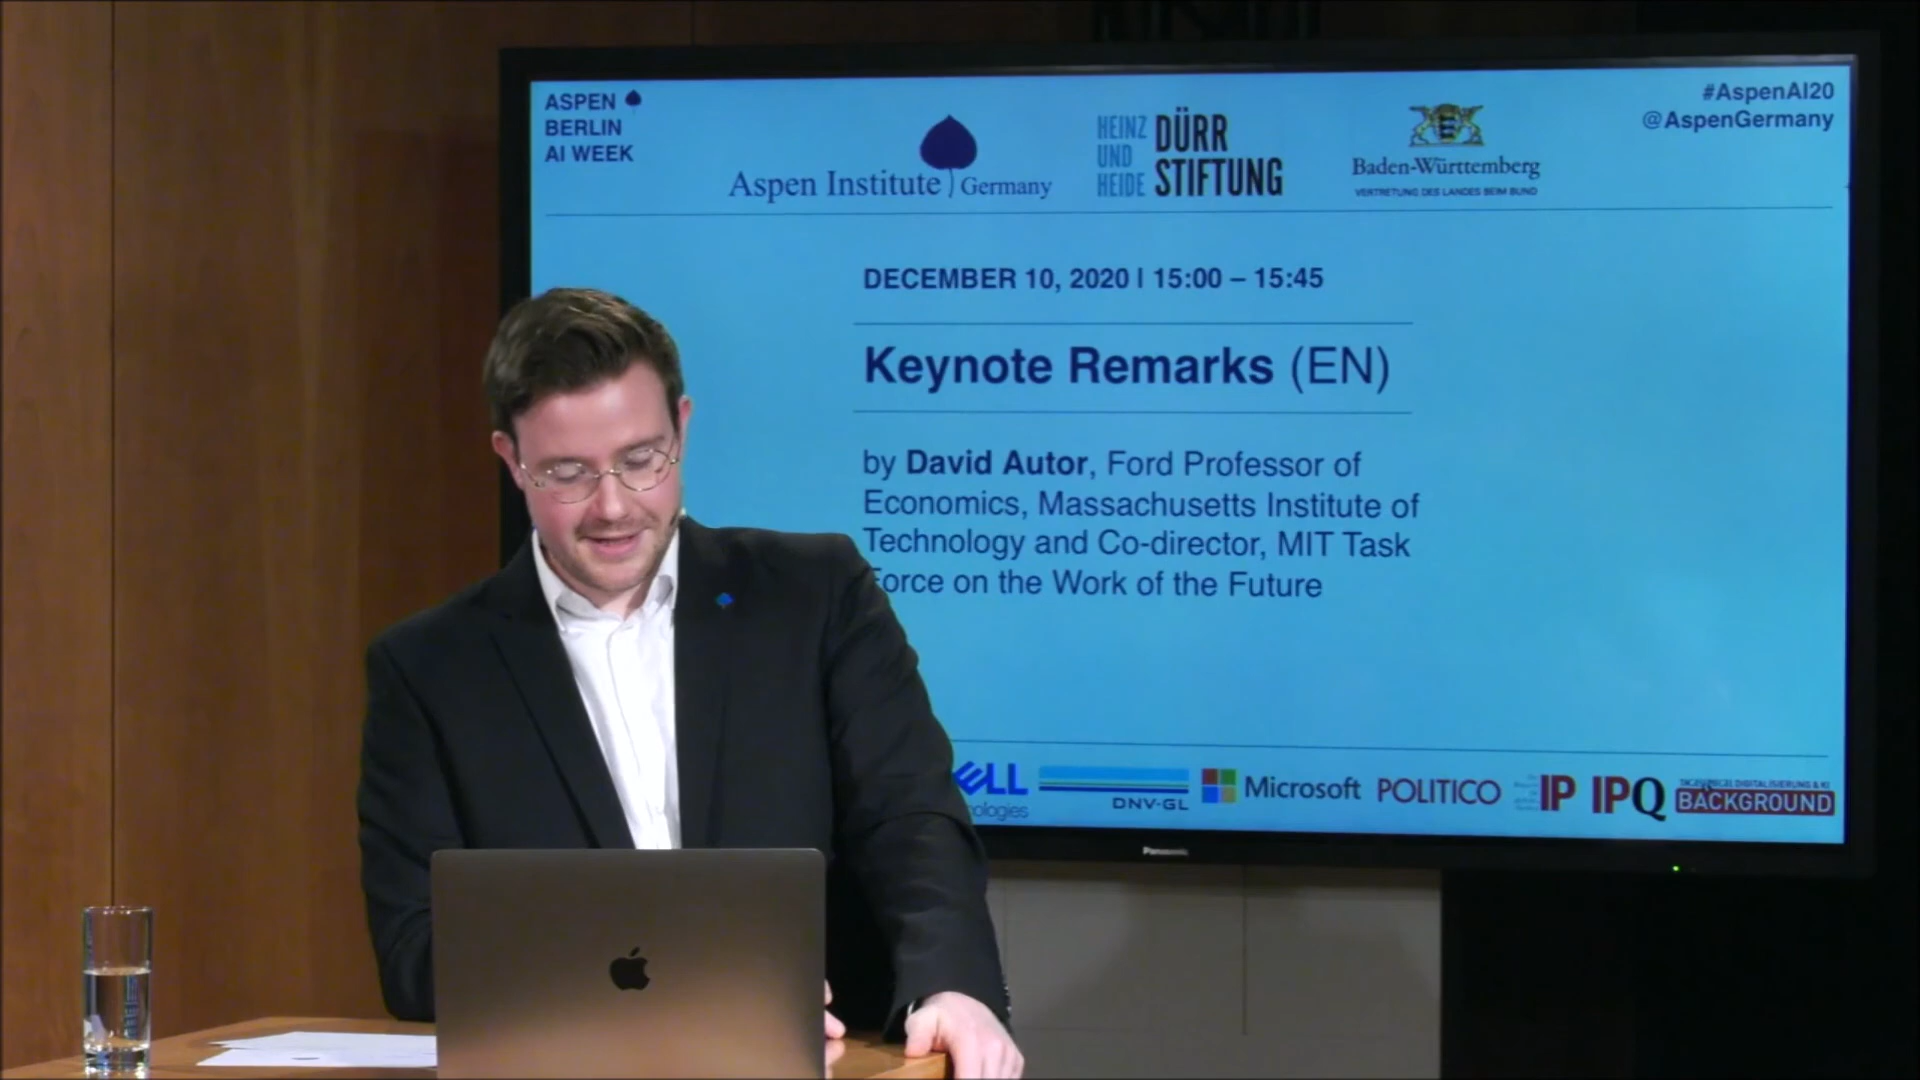 ASPEN
BERLIN
AI WEEK
Aspen Institute Germany
HEINZ
UND
HEIDE
DÜRR
STIFTUNG
Baden-Württemberg
VERTRETUNG DES LANDES BEIM BUND
#AspenAI20
@AspenGermany
DECEMBER 10, 2020 | 15:00 – 15:45
Keynote Remarks (EN)
by David Autor, Ford Professor of
Economics, Massachusetts Institute of
Technology and Co-director, MIT Task
Force on the Work of the Future
DNV·GL
Microsoft
POLITICO
IP
IPQ
TAGESSPIEGEL DIGITALISIERUNG & KI
BACKGROUND
Panasonic